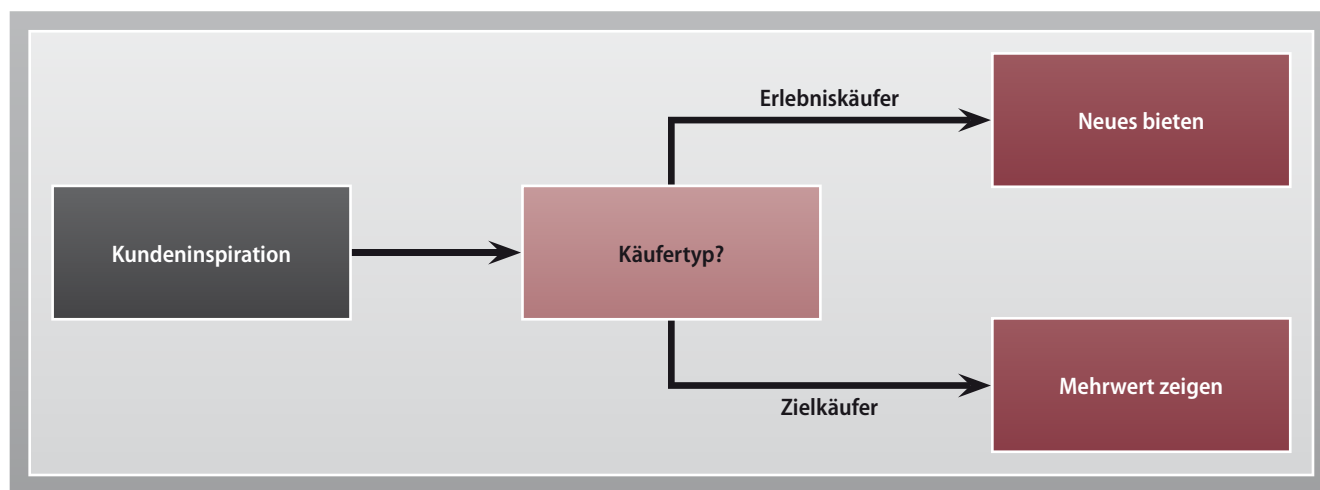 Erlebniskäufer
Neues bieten
Kundeninspiration
Käufertyp?
Mehrwert zeigen
Zielkäufer